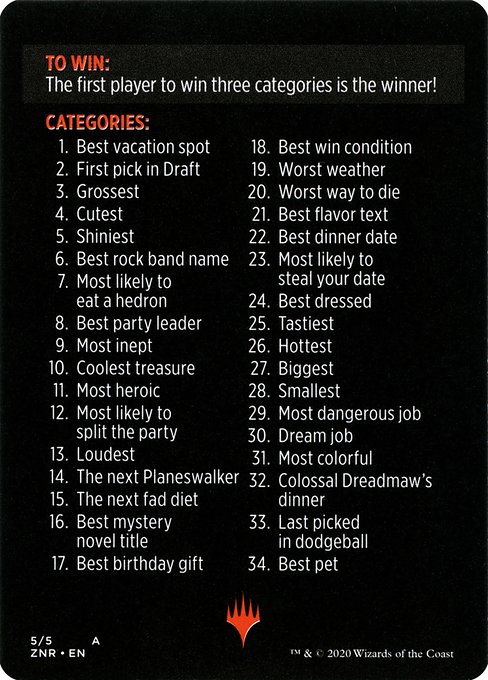 TO WIN:
The first player to win three categories is the winner!
CATEGORIES:
1. Best vacation spot
2. First pick in Draft
3. Grossest
4. Cutest
5. Shiniest
6. Best rock band name
7. Most likely to
eat a hedron
8. Best party leader
9. Most inept
10. Coolest treasure
11. Most heroic
12. Most likely to
split the party
13. Loudest
14. The next Planeswalker
15. The next fad diet
16. Best mystery
novel title
17. Best birthday gift
18. Best win condition
19. Worst weather
20. Worst way to die
21. Best flavor text
22. Best dinner date
23. Most likely to
steal your date
24. Best dressed
25. Tastiest
26. Hottest
27. Biggest
28. Smallest
29. Most dangerous job
30. Dream job
31. Most colorful
32. Colossal Dreadmaw's
dinner
33. Last picked
in dodgeball
34. Best pet
5/5 A
ZNR • EN
™ & © 2020 Wizards of the Coast